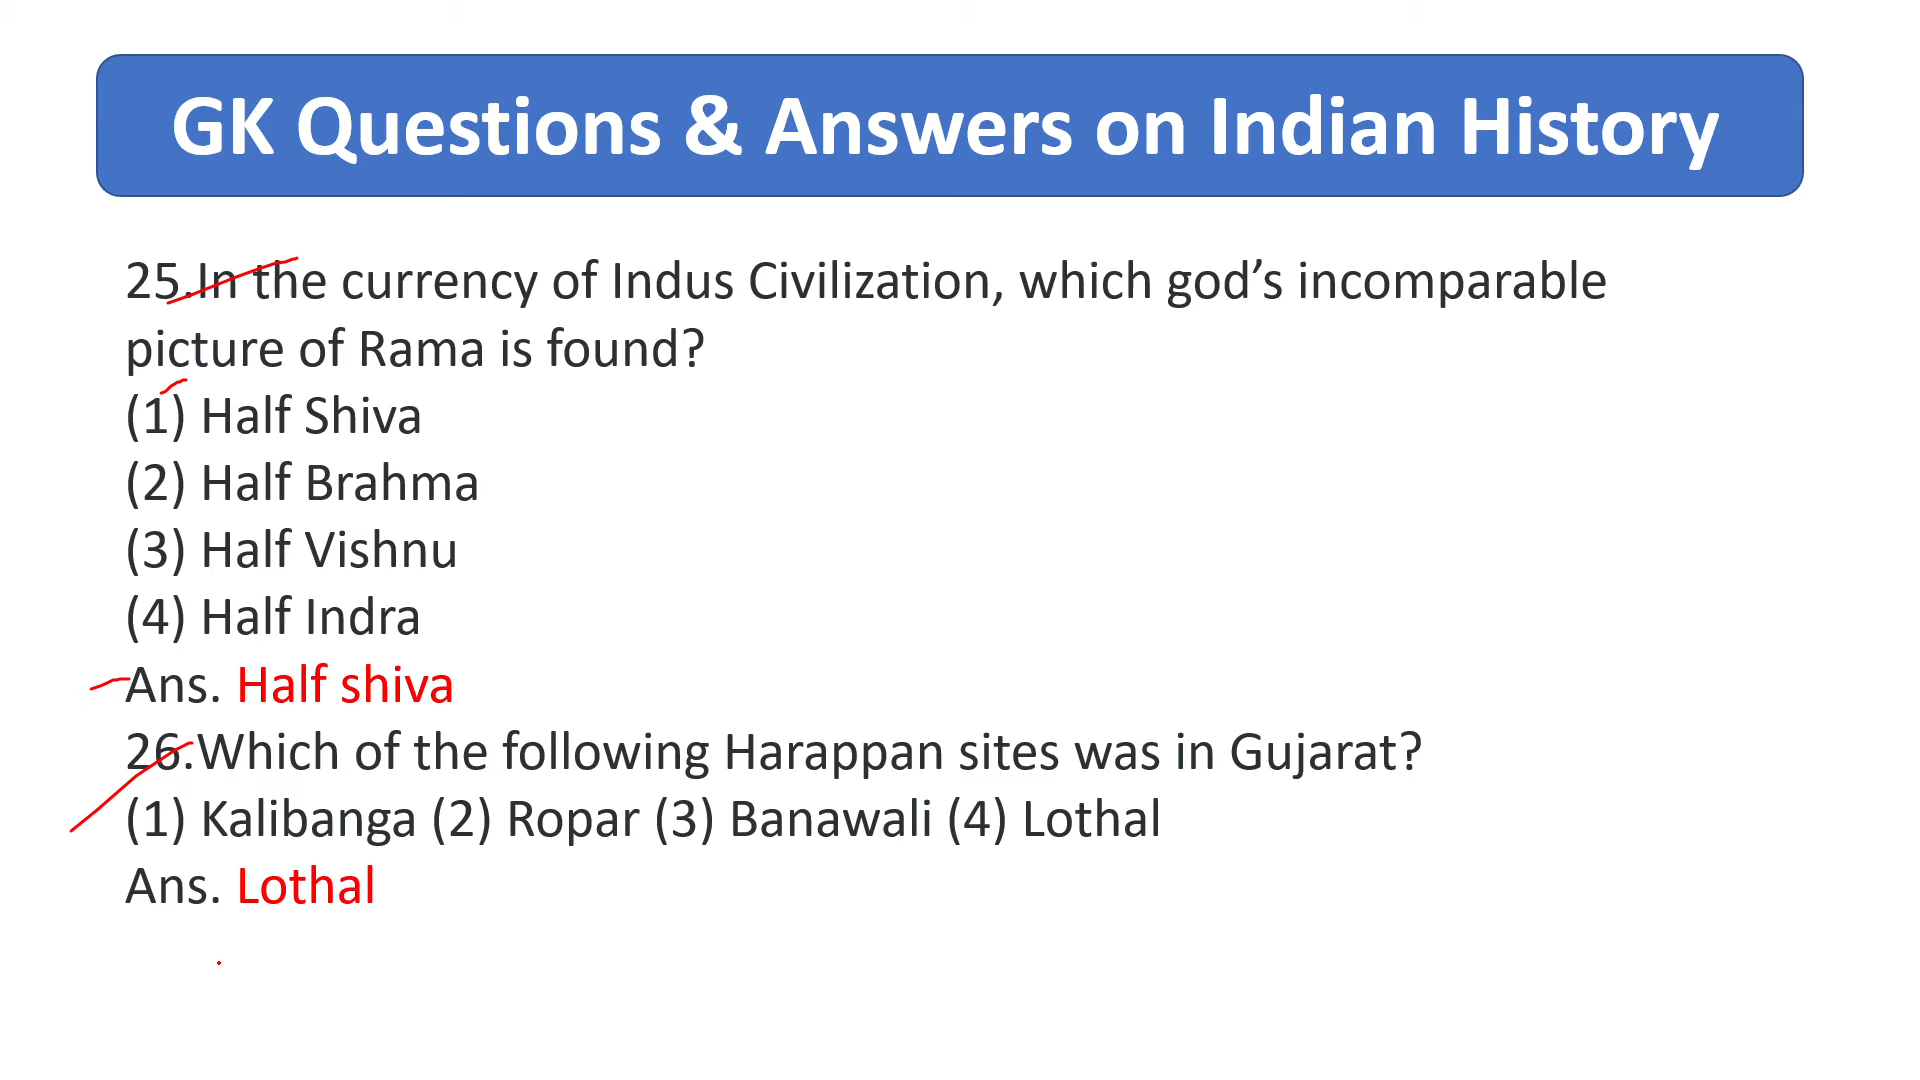 GK Questions & Answers on Indian History
25.In the currency of Indus Civilization, which god’s incomparable
picture of Rama is found?
(1) Half Shiva
(2) Half Brahma
(3) Half Vishnu
(4) Half Indra
Ans. Half shiva
26.Which of the following Harappan sites was in Gujarat?
(1) Kalibanga (2) Ropar (3) Banawali (4) Lothal
Ans. Lothal